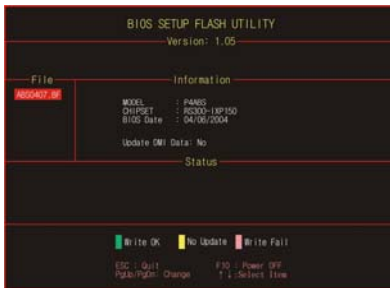 BIOS SETUP FLASH UTILITY
Version: 1.05
File
Information
MODEL : P4ABS
CHIPSET : RS300-IXP150
BIOS Date : 04/06/2004
Update DMI Data: No
Status
Write OK
No Update
Write Fail
ESC : Quit
F10 : Power OFF
PgUp/PgDn: Change
↑ ↓:Select Item